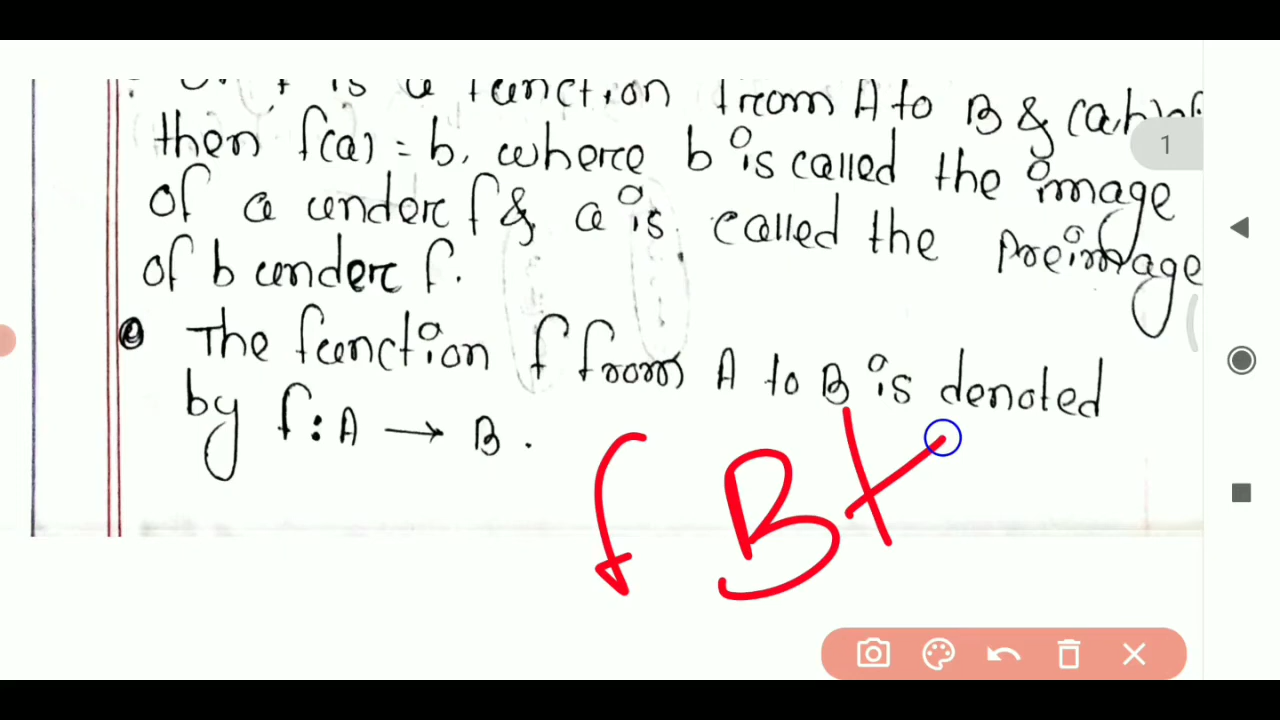 is a function from A to B & (a,b)∈f
then f(a) = b, where b is called the image
of a under f & a is called the preimage
of b under f.
The function f from A to B is denoted
by f: A → B.
f B
1